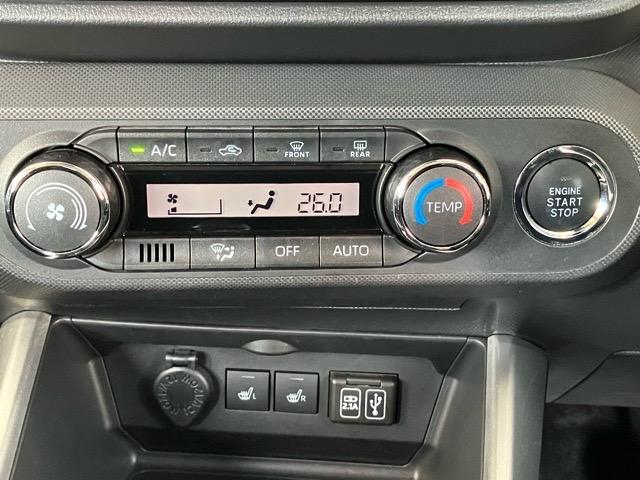 A/C
FRONT
REAR
26.0
TEMP
ENGINE
START
STOP
OFF
AUTO
L
R
2.1A